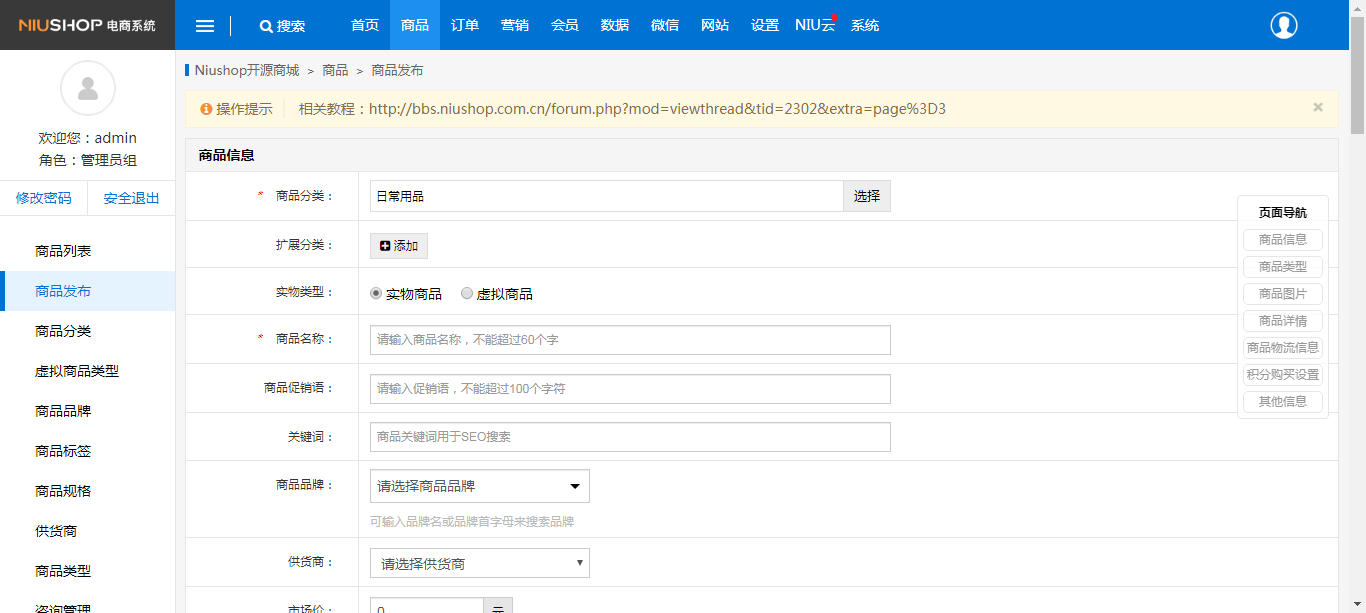 NIUSHOP 电商系统
搜索 首页 商品 订单 营销 会员 数据 微信 网站 设置 NIU云 系统
欢迎您：admin
角色：管理员组
修改密码 安全退出
商品列表
商品发布
商品分类
虚拟商品类型
商品品牌
商品标签
商品规格
供货商
商品类型
咨询管理
Niushop开源商城 > 商品 > 商品发布
操作提示 相关教程：http://bbs.niushop.com.cn/forum.php?mod=viewthread&tid=2302&extra=page%3D3 ×
商品信息
* 商品分类： 日常用品 选择
扩展分类： 添加
实物类型： 实物商品 虚拟商品
* 商品名称： 请输入商品名称，不能超过60个字
商品促销语： 请输入促销语，不能超过100个字符
关键词： 商品关键词用于SEO搜索
商品品牌： 请选择商品品牌
可输入品牌名或品牌首字母来搜索品牌
供货商： 请选择供货商
市场价： 0 元
页面导航
商品信息
商品类型
商品图片
商品详情
商品物流信息
积分购买设置
其他信息